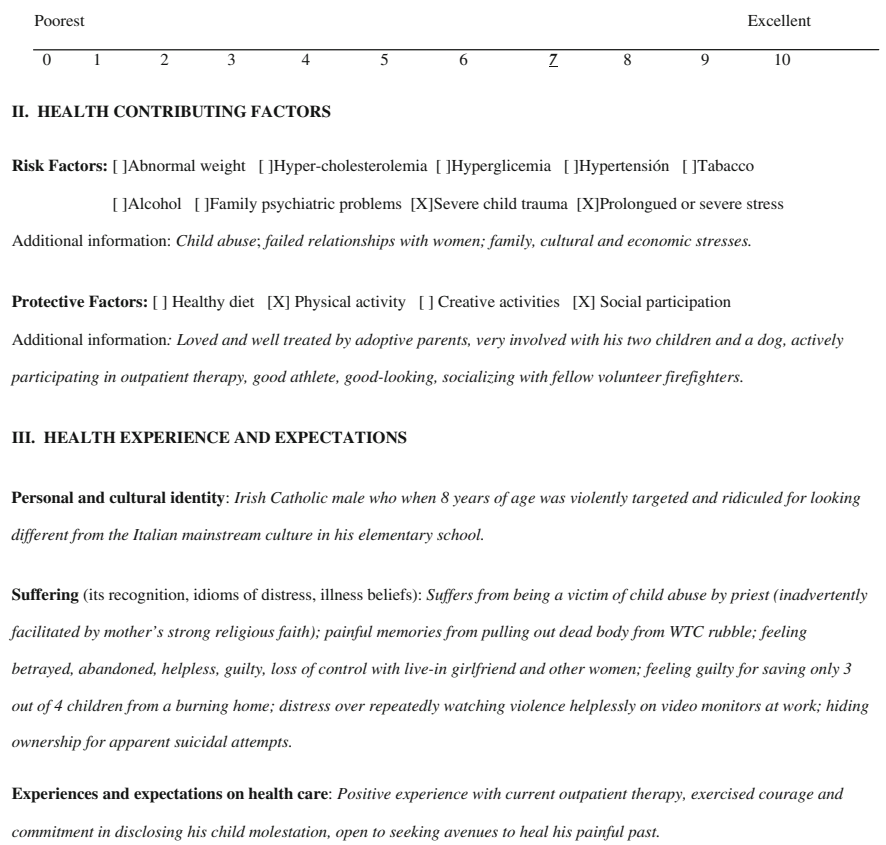 Poorest Excellent
0 1 2 3 4 5 6 7 8 9 10
II. HEALTH CONTRIBUTING FACTORS
Risk Factors: [ ]Abnormal weight [ ]Hyper-cholesterolemia [ ]Hyperglicemia [ ]Hypertensión [ ]Tabacco
[ ]Alcohol [ ]Family psychiatric problems [X]Severe child trauma [X]Prolongued or severe stress
Additional information: Child abuse; failed relationships with women; family, cultural and economic stresses.
Protective Factors: [ ] Healthy diet [X] Physical activity [ ] Creative activities [X] Social participation
Additional information: Loved and well treated by adoptive parents, very involved with his two children and a dog, actively
participating in outpatient therapy, good athlete, good-looking, socializing with fellow volunteer firefighters.
III. HEALTH EXPERIENCE AND EXPECTATIONS
Personal and cultural identity: Irish Catholic male who when 8 years of age was violently targeted and ridiculed for looking
different from the Italian mainstream culture in his elementary school.
Suffering (its recognition, idioms of distress, illness beliefs): Suffers from being a victim of child abuse by priest (inadvertently
facilitated by mother's strong religious faith); painful memories from pulling out dead body from WTC rubble; feeling
betrayed, abandoned, helpless, guilty, loss of control with live-in girlfriend and other women; feeling guilty for saving only 3
out of 4 children from a burning home; distress over repeatedly watching violence helplessly on video monitors at work; hiding
ownership for apparent suicidal attempts.
Experiences and expectations on health care: Positive experience with current outpatient therapy, exercised courage and
commitment in disclosing his child molestation, open to seeking avenues to heal his painful past.